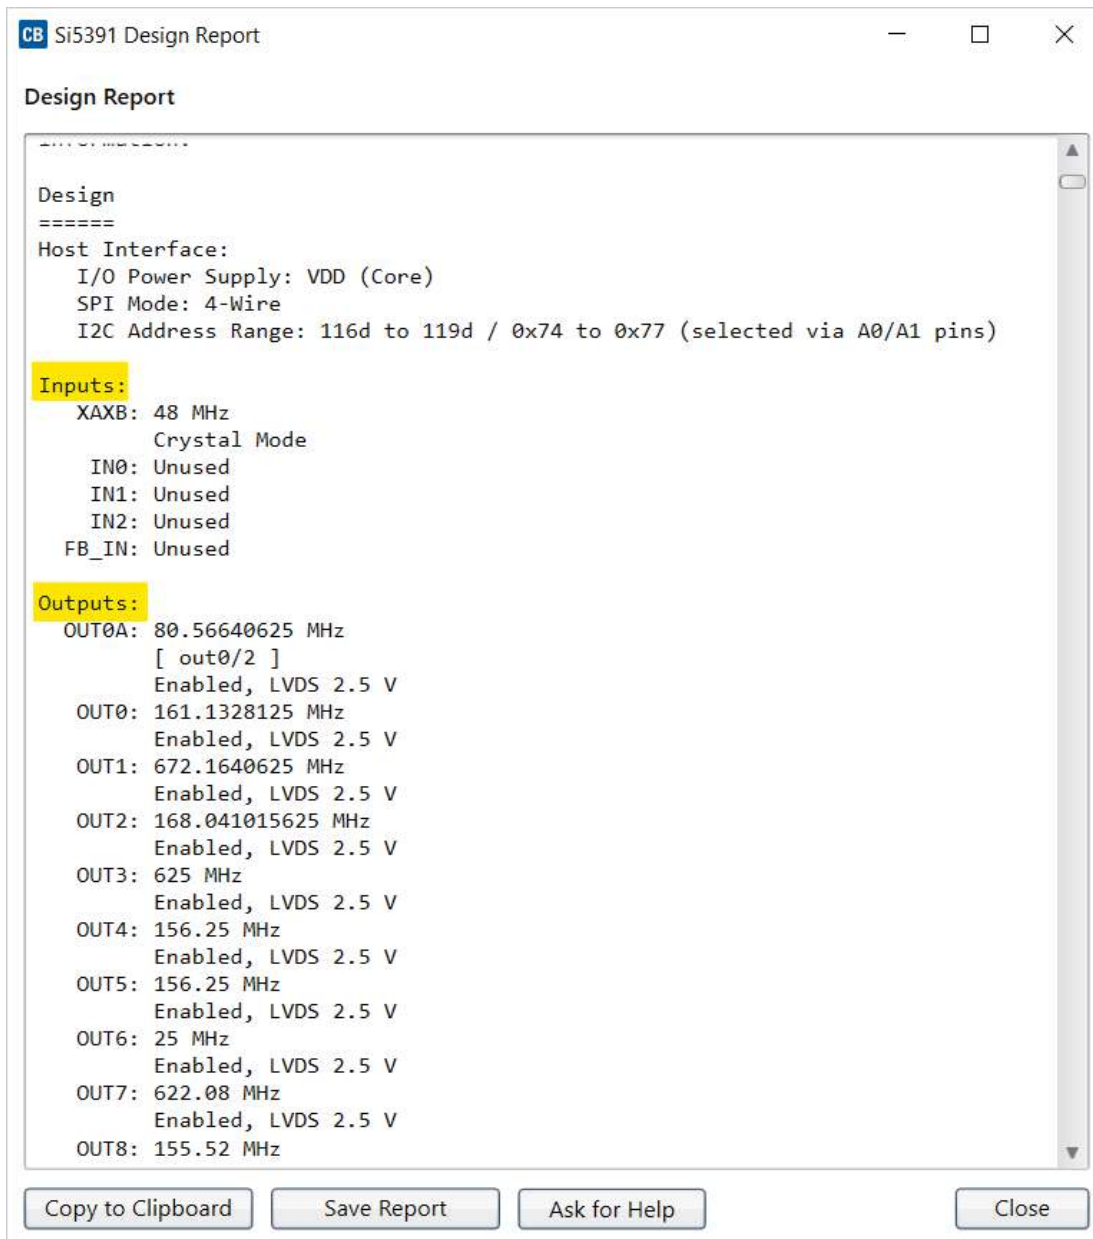 CB Si5391 Design Report
Design Report
Design
======
Host Interface:
I/O Power Supply: VDD (Core)
SPI Mode: 4-Wire
I2C Address Range: 116d to 119d / 0x74 to 0x77 (selected via A0/A1 pins)
Inputs:
XAXB: 48 MHz
Crystal Mode
IN0: Unused
IN1: Unused
IN2: Unused
FB_IN: Unused
Outputs:
OUT0A: 80.56640625 MHz
[ out0/2 ]
Enabled, LVDS 2.5 V
OUT0: 161.1328125 MHz
Enabled, LVDS 2.5 V
OUT1: 672.1640625 MHz
Enabled, LVDS 2.5 V
OUT2: 168.041015625 MHz
Enabled, LVDS 2.5 V
OUT3: 625 MHz
Enabled, LVDS 2.5 V
OUT4: 156.25 MHz
Enabled, LVDS 2.5 V
OUT5: 156.25 MHz
Enabled, LVDS 2.5 V
OUT6: 25 MHz
Enabled, LVDS 2.5 V
OUT7: 622.08 MHz
Enabled, LVDS 2.5 V
OUT8: 155.52 MHz
Copy to Clipboard Save Report Ask for Help Close